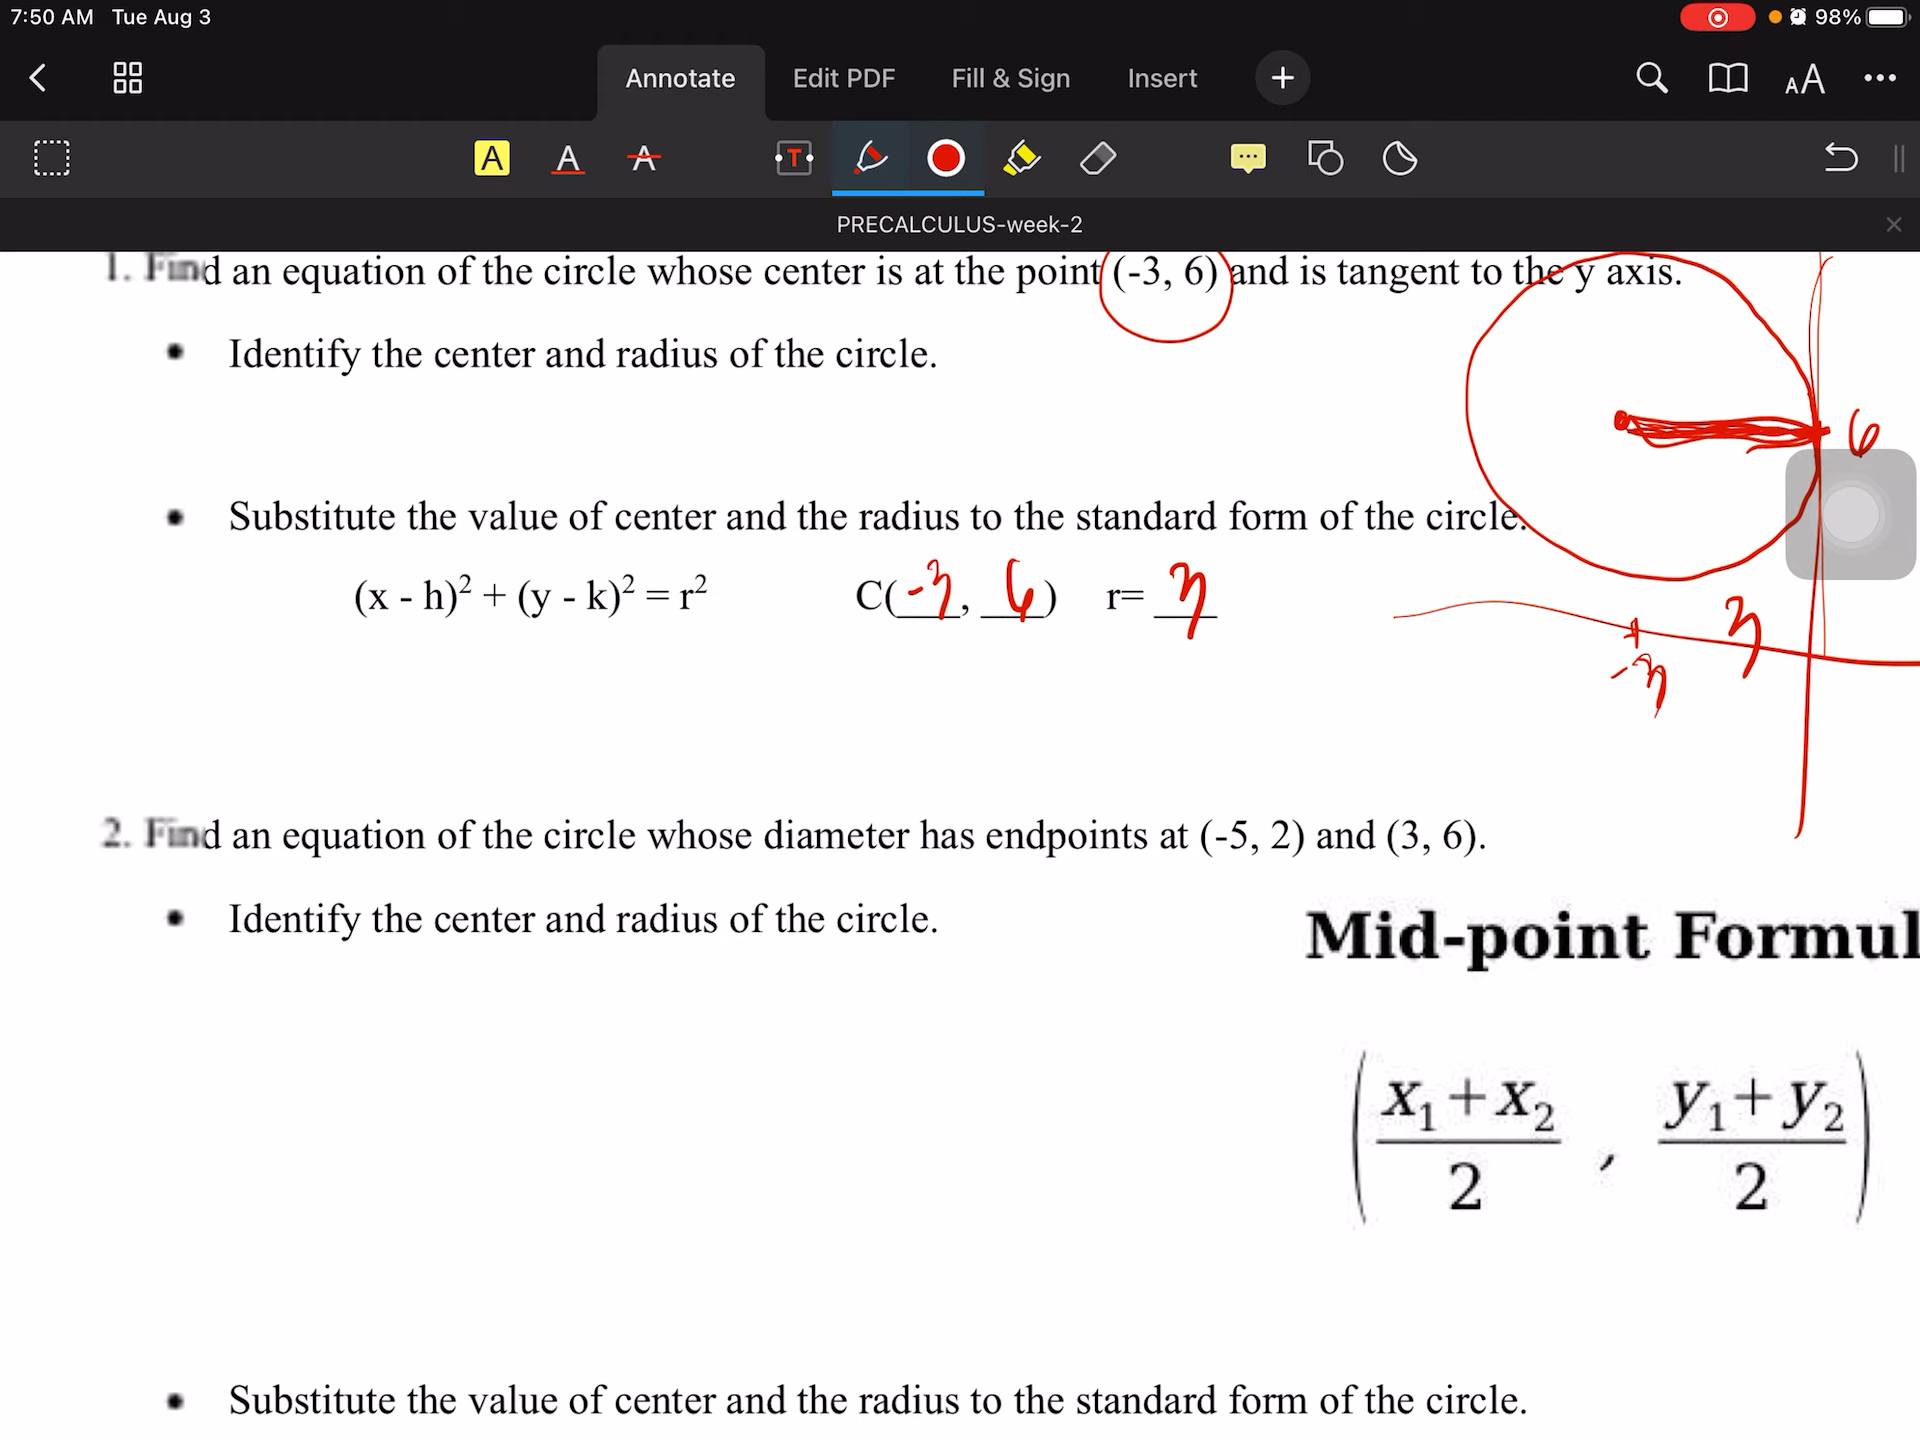 7:50 AM Tue Aug 3 98%
Annotate Edit PDF Fill & Sign Insert + AA
A A A T
PRECALCULUS-week-2
1. Find an equation of the circle whose center is at the point (-3, 6) and is tangent to the y axis.
• Identify the center and radius of the circle.
6
• Substitute the value of center and the radius to the standard form of the circle.
(x - h)² + (y - k)² = r² C(-3, 6) r= 3
3
-3
2. Find an equation of the circle whose diameter has endpoints at (-5, 2) and (3, 6).
• Identify the center and radius of the circle.
Mid-point Formul
(x₁+x₂/2 , y₁+y₂/2)
• Substitute the value of center and the radius to the standard form of the circle.